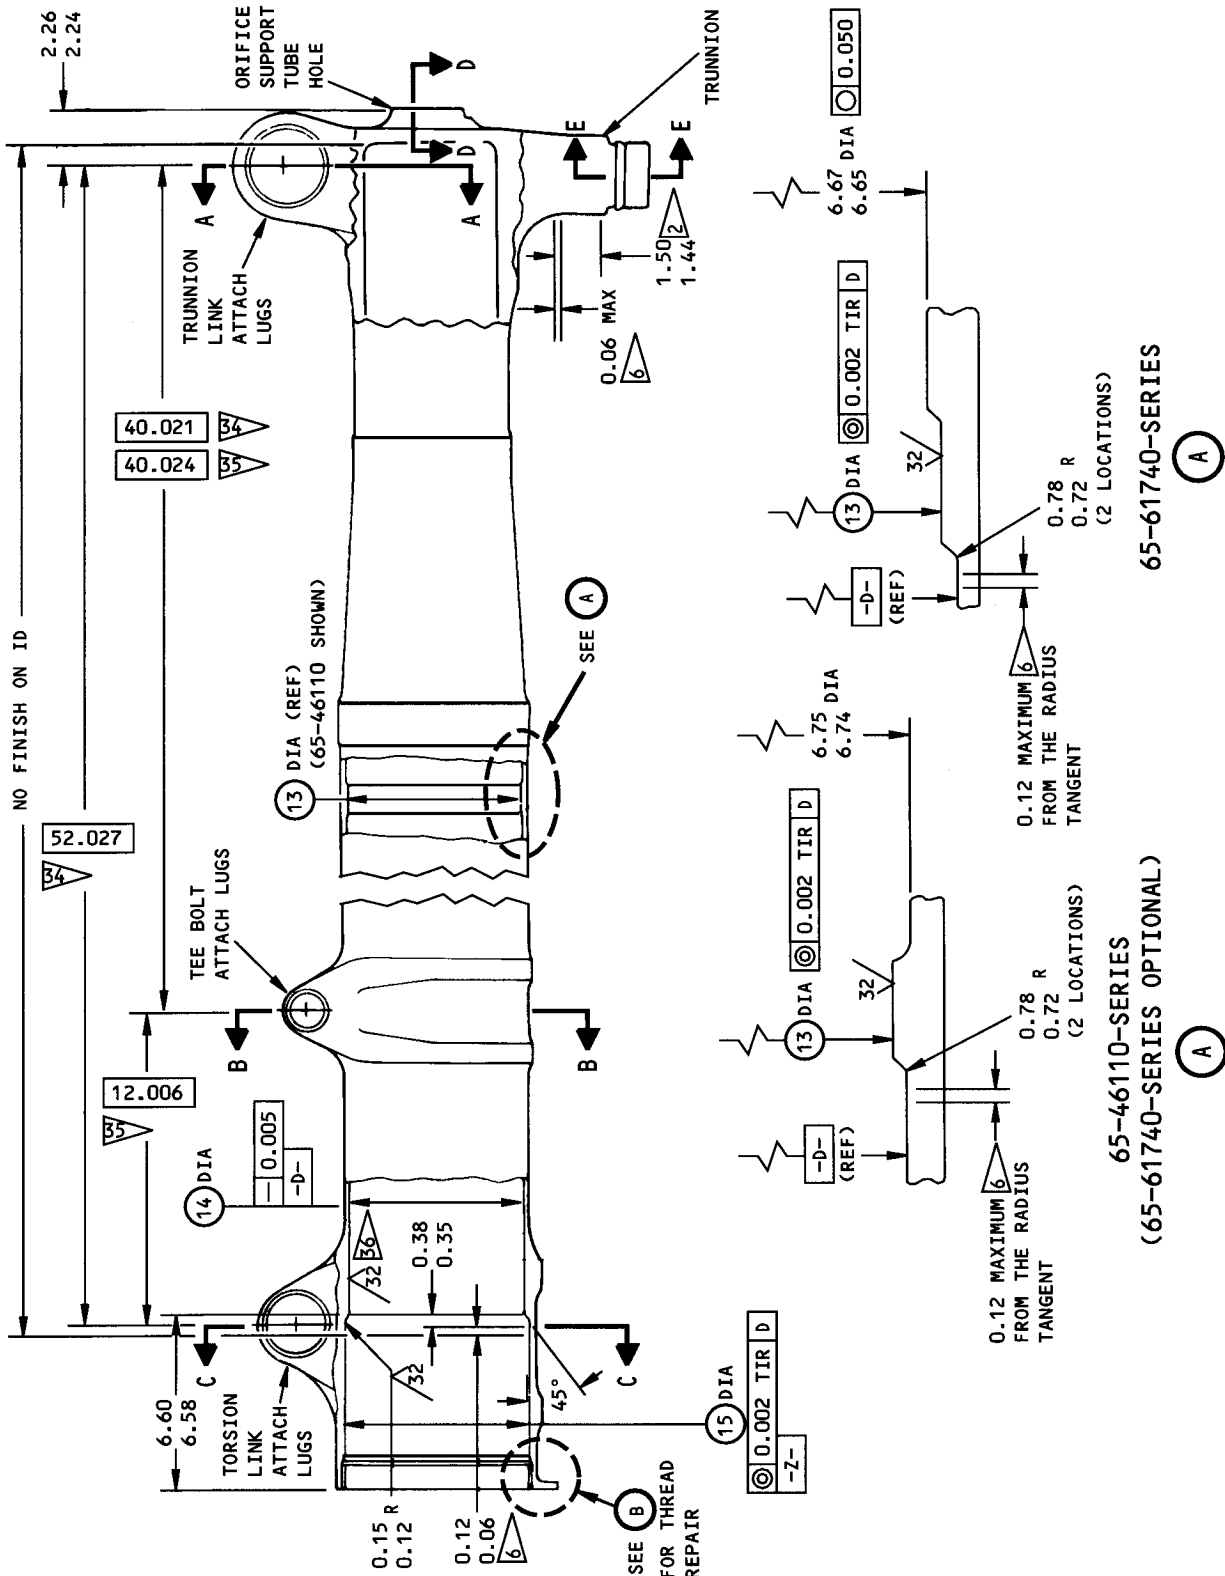 NO FINISH ON ID
2.26
2.24
ORIFICE
SUPPORT
TUBE
HOLE
52.027
34
40.021
34
40.024
35
12.006
35
TRUNNION
LINK
ATTACH
LUGS
A
A
D
D
E
E
TRUNNION
1.50
1.44
2
0.06 MAX
6
6.60
6.58
TORSION
LINK
ATTACH
LUGS
C
C
14 DIA
— 0.005
-D-
B
B
TEE BOLT
ATTACH LUGS
13 DIA (REF)
(65-46110 SHOWN)
SEE A
36
32
0.38
0.35
32
45°
0.15 R
0.12
0.12
0.06
6
SEE B
FOR THREAD
REPAIR
15 DIA
◎ 0.002 TIR D
-Z-
-D-
(REF)
13 DIA ◎ 0.002 TIR D
6.75 DIA
6.74
32
0.78 R
0.72
(2 LOCATIONS)
0.12 MAXIMUM 6
FROM THE RADIUS
TANGENT
65-46110-SERIES
(65-61740-SERIES OPTIONAL)
A
-D-
(REF)
13 DIA ◎ 0.002 TIR D
6.67 DIA ○ 0.050
6.65
32
0.78 R
0.72
(2 LOCATIONS)
0.12 MAXIMUM 6
FROM THE RADIUS
TANGENT
65-61740-SERIES
A